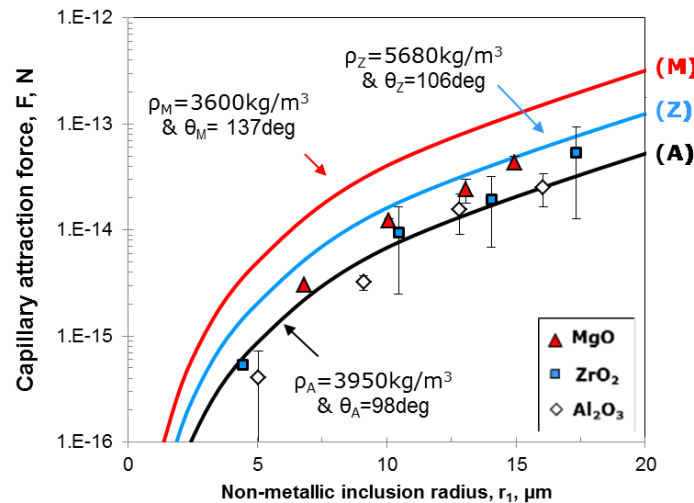 1.E-12
1.E-13
1.E-14
1.E-15
1.E-16
Capillary attraction force, F, N
ρZ=5680kg/m³
& θZ=106deg
ρM=3600kg/m³
& θM= 137deg
(M)
(Z)
(A)
ρA=3950kg/m³
& θA=98deg
MgO
ZrO₂
Al₂O₃
0 5 10 15 20
Non-metallic inclusion radius, r₁, μm